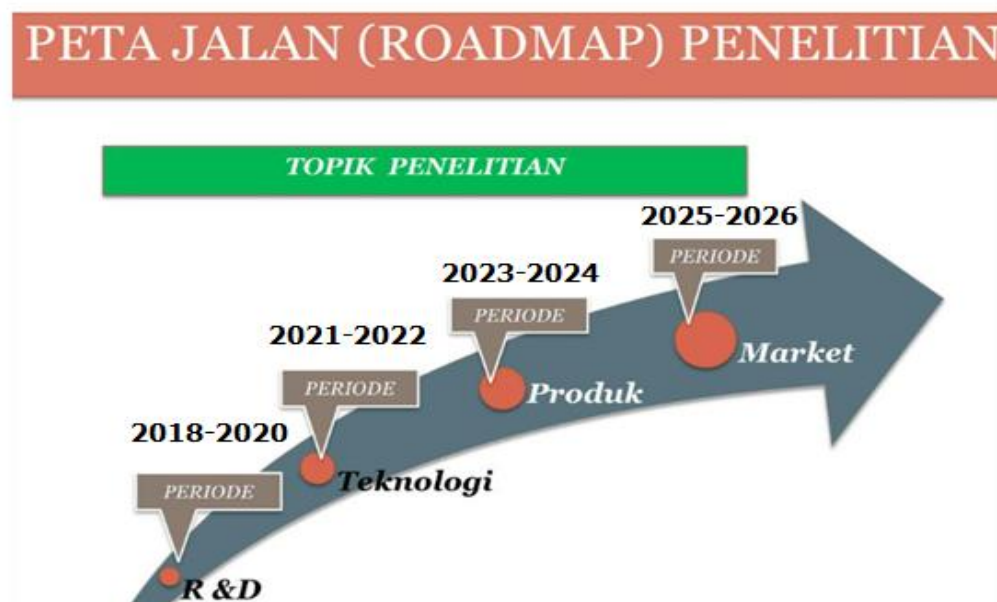 PETA JALAN (ROADMAP) PENELITIAN
TOPIK PENELITIAN
2025-2026
PERIODE
2023-2024
PERIODE
Market
2021-2022
PERIODE
Produk
2018-2020
PERIODE
Teknologi
R &D